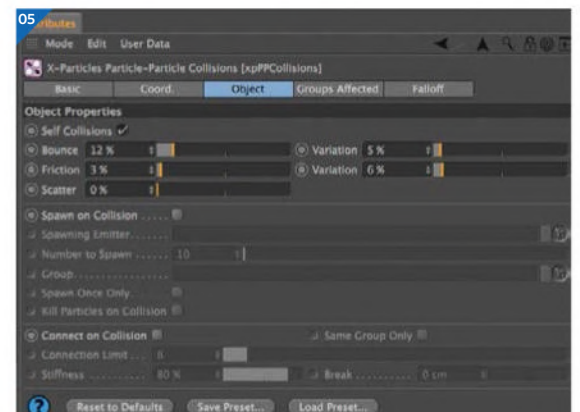 05
Attributes
Mode Edit User Data
X-Particles Particle-Particle Collisions [xpPPCollisions]
Basic Coord. Object Groups Affected Falloff
Object Properties
Self Collisions
Bounce 12 % Variation 5 %
Friction 3 % Variation 6 %
Scatter 0 %
Spawn on Collision .....
Spawning Emitter.......
Number to Spawn ...... 10
Group..................
Spawn Once Only.
Kill Particles on Collision
Connect on Collision Same Group Only
Connection Limit ... 8
Stiffness .......... 80 % Break.......... 0 cm
? Reset to Defaults Save Preset... Load Preset...